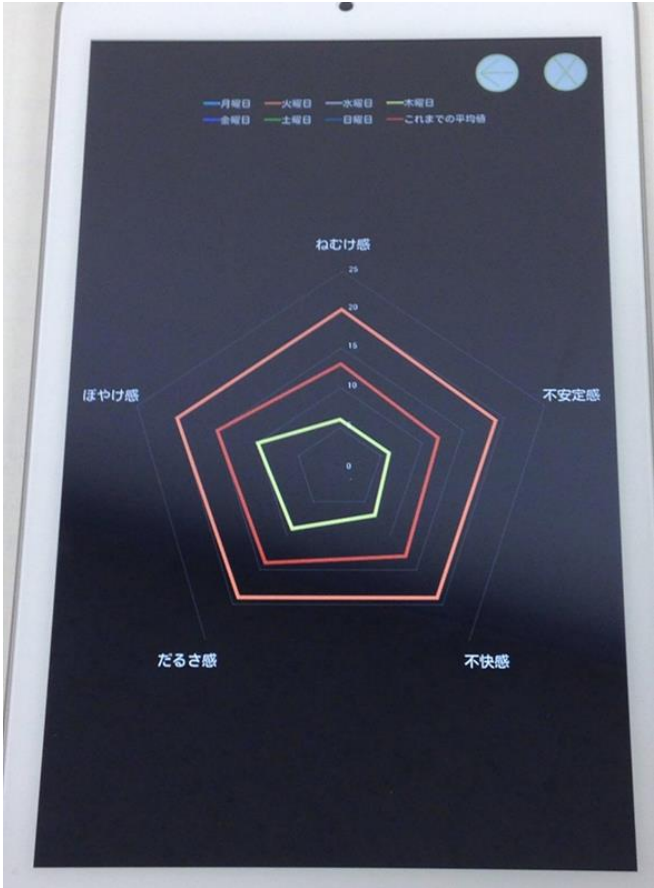 月曜日 火曜日 水曜日 木曜日
金曜日 土曜日 日曜日 これまでの平均値
ねむけ感
25
20
15
10
0
ぼやけ感
不安定感
だるさ感
不快感